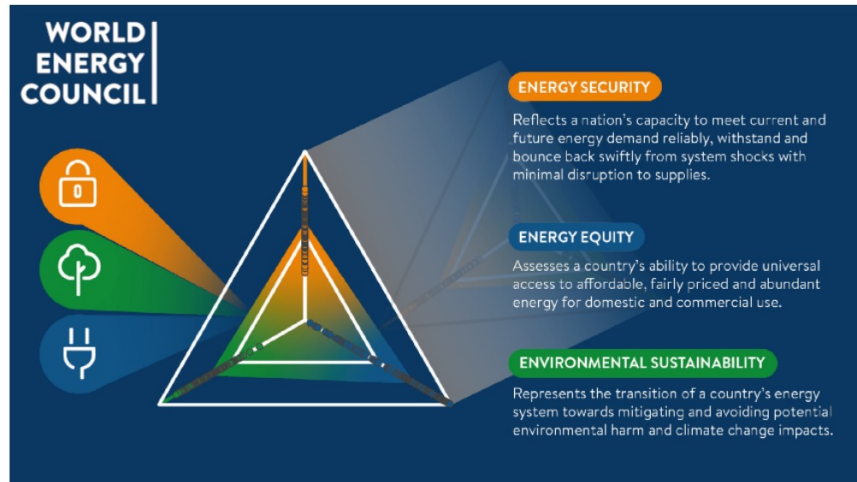 WORLD
ENERGY
COUNCIL
ENERGY SECURITY
Reflects a nation's capacity to meet current and
future energy demand reliably, withstand and
bounce back swiftly from system shocks with
minimal disruption to supplies.
ENERGY EQUITY
Assesses a country's ability to provide universal
access to affordable, fairly priced and abundant
energy for domestic and commercial use.
ENVIRONMENTAL SUSTAINABILITY
Represents the transition of a country's energy
system towards mitigating and avoiding potential
environmental harm and climate change impacts.